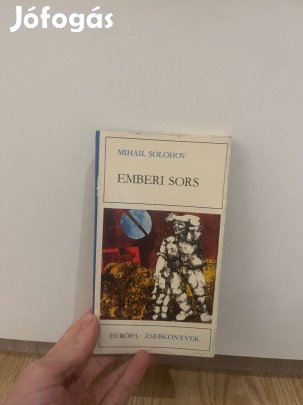 Jófogás
MIHAIL SOLOHOV
EMBERI SORS
EURÓPA · ZSEBKÖNYVEK